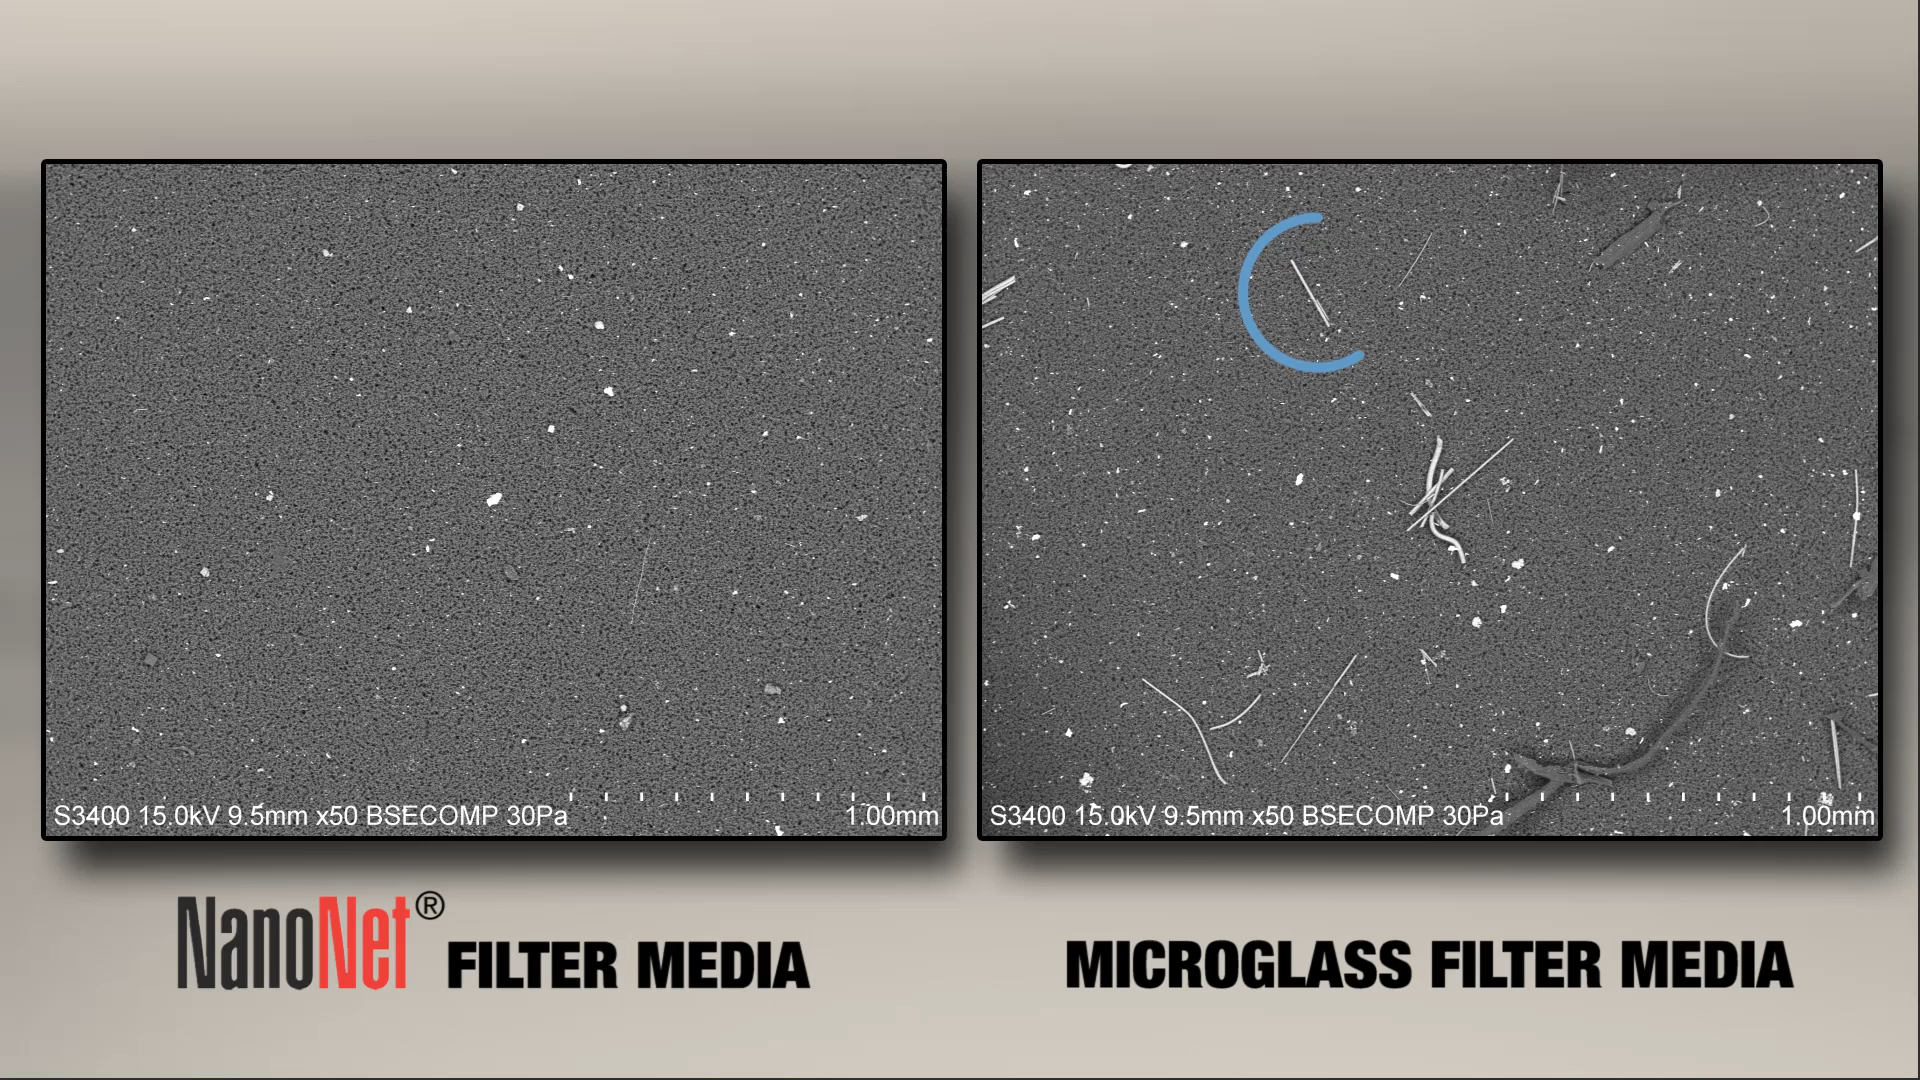 S3400 15.0kV 9.5mm x50 BSECOMP 30Pa 1.00mm
S3400 15.0kV 9.5mm x50 BSECOMP 30Pa 1.00mm
NanoNet® FILTER MEDIA
MICROGLASS FILTER MEDIA